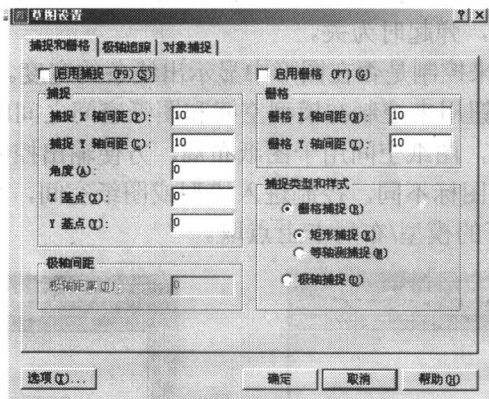 草图设置
捕捉和栅格 极轴追踪 对象捕捉
启用捕捉 (F9)(S)
启用栅格 (F7)(G)
捕捉
捕捉 X 轴间距(P): 10
捕捉 Y 轴间距(C): 10
角度(A): 0
X 基点(X): 0
Y 基点(Y): 0
栅格
栅格 X 轴间距(N): 10
栅格 Y 轴间距(I): 10
捕捉类型和样式
栅格捕捉(R)
矩形捕捉(E)
等轴测捕捉(M)
极轴捕捉(O)
极轴间距
极轴距离(D): 0
选项(T)...
确定
取消
帮助(H)